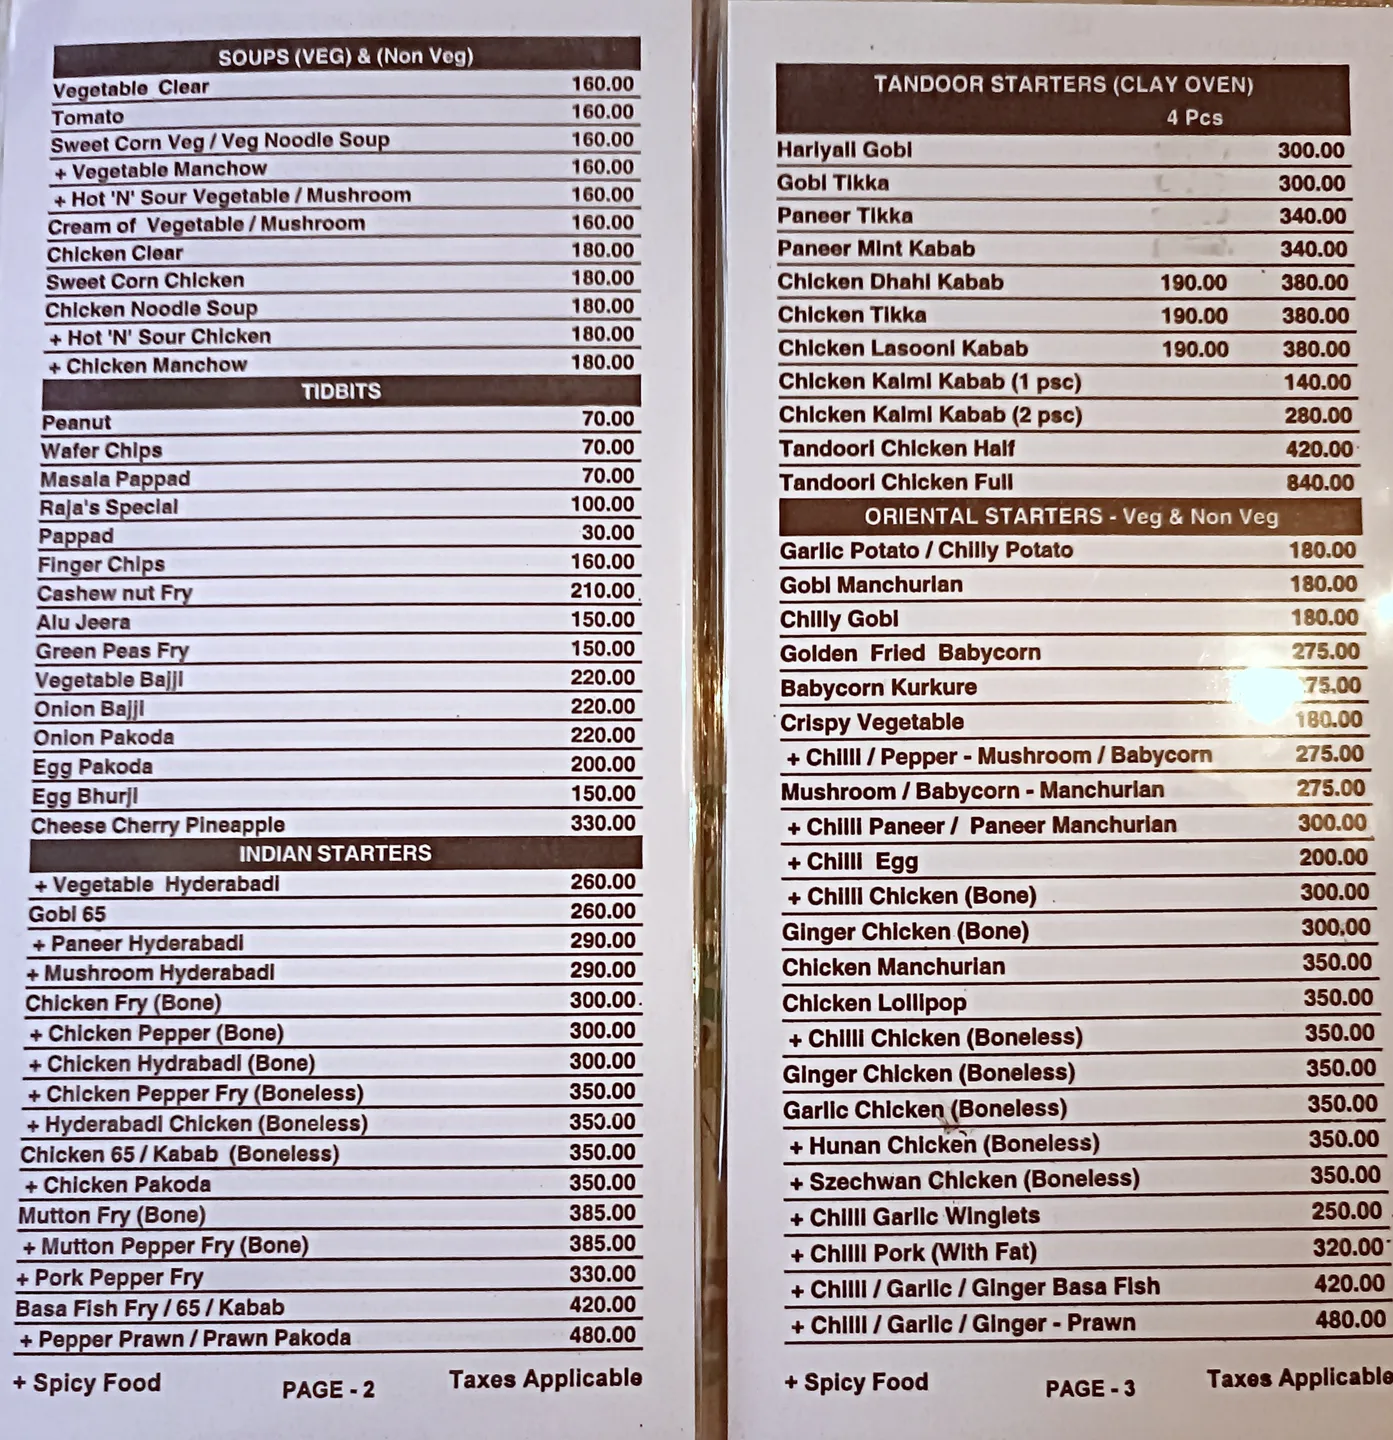 SOUPS (VEG) & (Non Veg)
Vegetable Clear 160.00
Tomato 160.00
Sweet Corn Veg / Veg Noodle Soup 160.00
+ Vegetable Manchow 160.00
+ Hot 'N' Sour Vegetable / Mushroom 160.00
Cream of Vegetable / Mushroom 160.00
Chicken Clear 180.00
Sweet Corn Chicken 180.00
Chicken Noodle Soup 180.00
+ Hot 'N' Sour Chicken 180.00
+ Chicken Manchow 180.00
TIDBITS
Peanut 70.00
Wafer Chips 70.00
Masala Pappad 70.00
Raja's Special 100.00
Pappad 30.00
Finger Chips 160.00
Cashew nut Fry 210.00
Alu Jeera 150.00
Green Peas Fry 150.00
Vegetable Bajji 220.00
Onion Bajji 220.00
Onion Pakoda 220.00
Egg Pakoda 200.00
Egg Bhurji 150.00
Cheese Cherry Pineapple 330.00
INDIAN STARTERS
+ Vegetable Hyderabadi 260.00
Gobi 65 260.00
+ Paneer Hyderabadi 290.00
+ Mushroom Hyderabadi 290.00
Chicken Fry (Bone) 300.00
+ Chicken Pepper (Bone) 300.00
+ Chicken Hydrabadi (Bone) 300.00
+ Chicken Pepper Fry (Boneless) 350.00
+ Hyderabadi Chicken (Boneless) 350.00
Chicken 65 / Kabab (Boneless) 350.00
+ Chicken Pakoda 350.00
Mutton Fry (Bone) 385.00
+ Mutton Pepper Fry (Bone) 385.00
+ Pork Pepper Fry 330.00
Basa Fish Fry / 65 / Kabab 420.00
+ Pepper Prawn / Prawn Pakoda 480.00
+ Spicy Food PAGE - 2 Taxes Applicable
TANDOOR STARTERS (CLAY OVEN)
4 Pcs
Hariyali Gobi 300.00
Gobi Tikka 300.00
Paneer Tikka 340.00
Paneer Mint Kabab 340.00
Chicken Dhahi Kabab 190.00 380.00
Chicken Tikka 190.00 380.00
Chicken Lasooni Kabab 190.00 380.00
Chicken Kalmi Kabab (1 psc) 140.00
Chicken Kalmi Kabab (2 psc) 280.00
Tandoori Chicken Half 420.00
Tandoori Chicken Full 840.00
ORIENTAL STARTERS - Veg & Non Veg
Garlic Potato / Chilly Potato 180.00
Gobi Manchurian 180.00
Chilly Gobi 180.00
Golden Fried Babycorn 275.00
Babycorn Kurkure
Crispy Vegetable 180.00
+ Chilli / Pepper - Mushroom / Babycorn 275.00
Mushroom / Babycorn - Manchurian 275.00
+ Chilli Paneer / Paneer Manchurian 300.00
+ Chilli Egg 200.00
+ Chilli Chicken (Bone) 300.00
Ginger Chicken (Bone) 300.00
Chicken Manchurian 350.00
Chicken Lollipop 350.00
+ Chilli Chicken (Boneless) 350.00
Ginger Chicken (Boneless) 350.00
Garlic Chicken (Boneless) 350.00
+ Hunan Chicken (Boneless) 350.00
+ Szechwan Chicken (Boneless) 350.00
+ Chilli Garlic Winglets 250.00
+ Chilli Pork (With Fat) 320.00
+ Chilli / Garlic / Ginger Basa Fish 420.00
+ Chilli / Garlic / Ginger - Prawn 480.00
+ Spicy Food PAGE - 3 Taxes Applicable